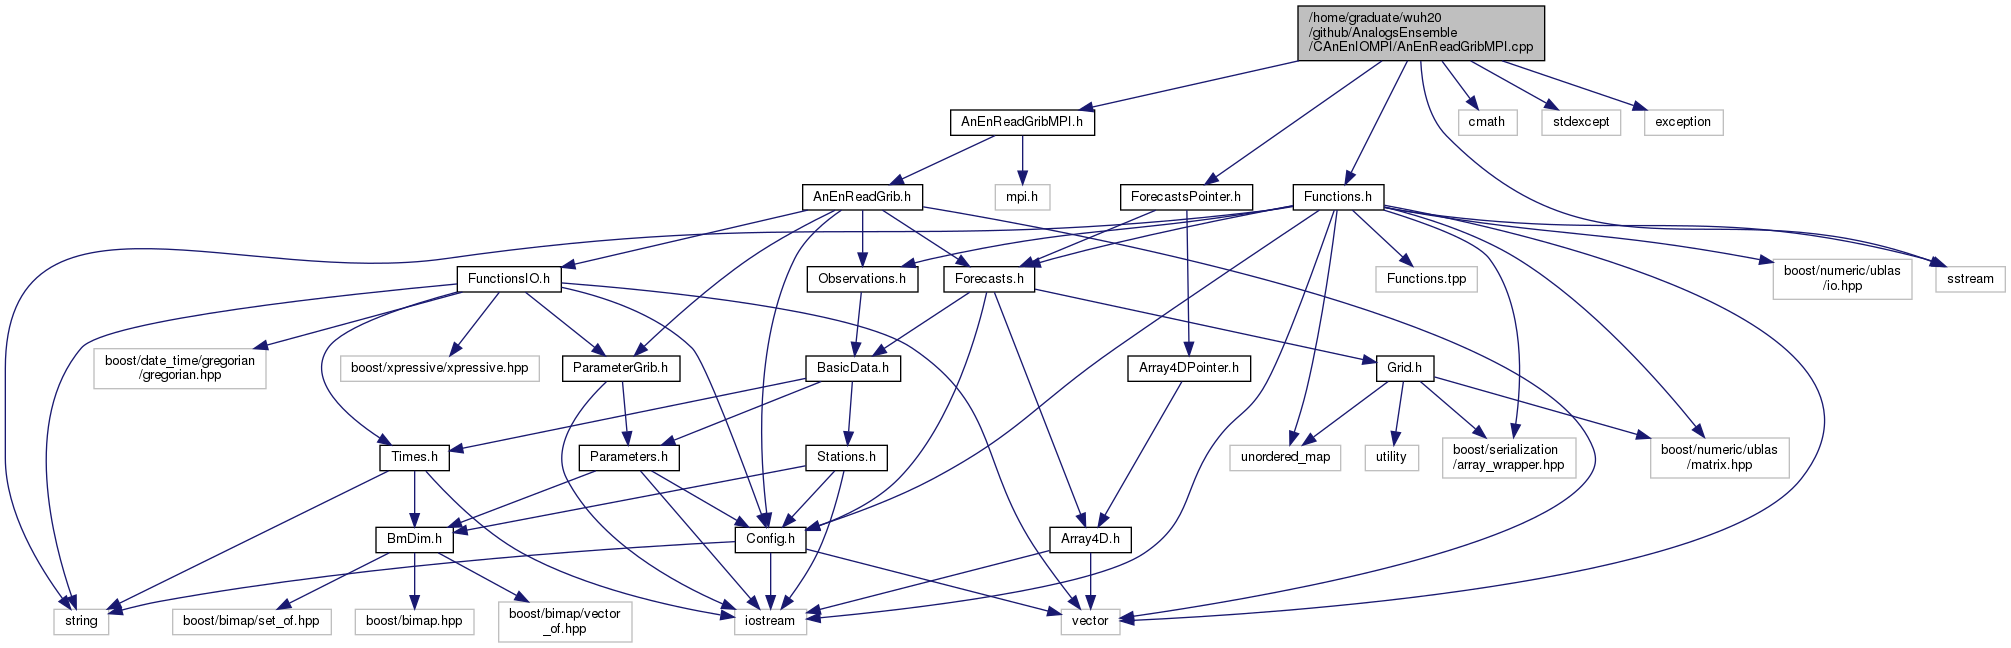 /home/graduate/wuh20
/github/AnalogsEnsemble
/CAnEnIOMPI/AnEnReadGribMPI.cpp
AnEnReadGribMPI.h
cmath
stdexcept
exception
AnEnReadGrib.h
mpi.h
ForecastsPointer.h
Functions.h
FunctionsIO.h
Observations.h
Forecasts.h
Functions.tpp
boost/numeric/ublas
/io.hpp
sstream
boost/date_time/gregorian
/gregorian.hpp
boost/xpressive/xpressive.hpp
ParameterGrib.h
BasicData.h
Array4DPointer.h
Grid.h
Times.h
Parameters.h
Stations.h
unordered_map
utility
boost/serialization
/array_wrapper.hpp
boost/numeric/ublas
/matrix.hpp
BmDim.h
Config.h
Array4D.h
string
boost/bimap/set_of.hpp
boost/bimap.hpp
boost/bimap/vector
_of.hpp
iostream
vector